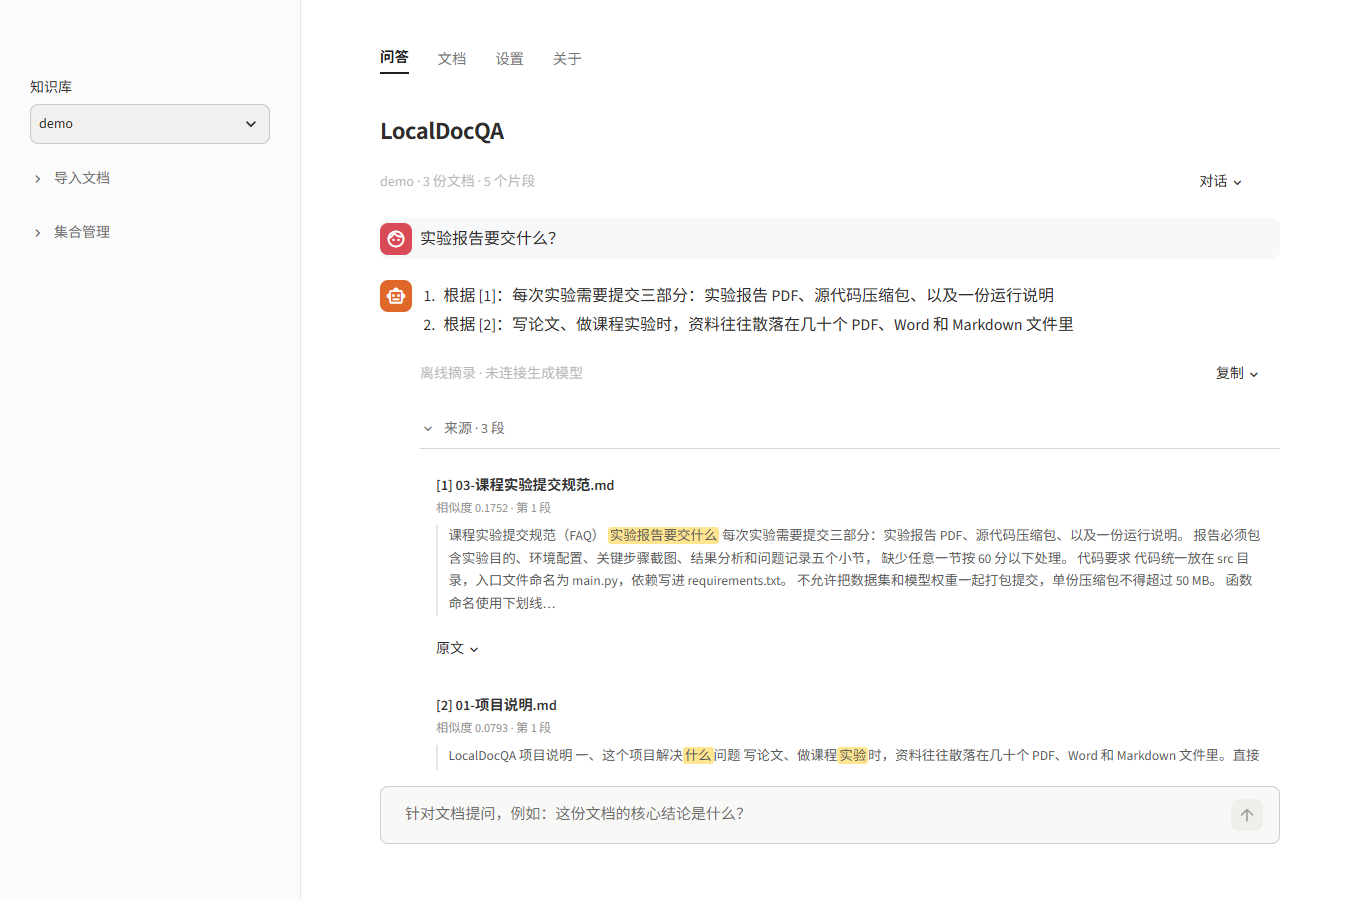 知识库
demo
导入文档
集合管理
问答 文档 设置 关于
LocalDocQA
demo · 3 份文档 · 5 个片段
对话
实验报告要交什么？
1. 根据 [1]：每次实验需要提交三部分：实验报告 PDF、源代码压缩包、以及一份运行说明
2. 根据 [2]：写论文、做课程实验时，资料往往散落在几十个 PDF、Word 和 Markdown 文件里
离线摘录 · 未连接生成模型
复制
来源 · 3 段
[1] 03-课程实验提交规范.md
相似度 0.1752 · 第 1 段
课程实验提交规范（FAQ） 实验报告要交什么 每次实验需要提交三部分：实验报告 PDF、源代码压缩包、以及一份运行说明。 报告必须包
含实验目的、环境配置、关键步骤截图、结果分析和问题记录五个小节， 缺少任意一节按 60 分以下处理。 代码要求 代码统一放在 src 目
录，入口文件命名为 main.py，依赖写进 requirements.txt。 不允许把数据集和模型权重一起打包提交，单份压缩包不得超过 50 MB。 函数
命名使用下划线…
原文
[2] 01-项目说明.md
相似度 0.0793 · 第 1 段
LocalDocQA 项目说明 一、这个项目解决什么问题 写论文、做课程实验时，资料往往散落在几十个 PDF、Word 和 Markdown 文件里。直接
针对文档提问，例如：这份文档的核心结论是什么？